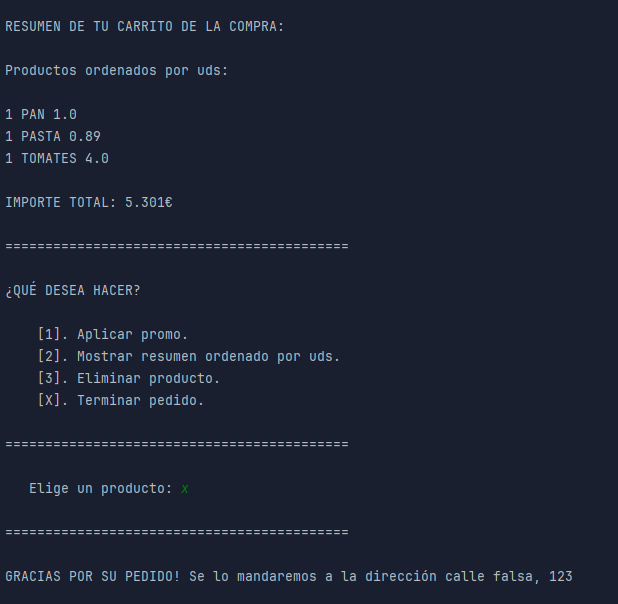 RESUMEN DE TU CARRITO DE LA COMPRA:
Productos ordenados por uds:
1 PAN 1.0
1 PASTA 0.89
1 TOMATES 4.0
IMPORTE TOTAL: 5.301€
===========================================
¿QUÉ DESEA HACER?
[1]. Aplicar promo.
[2]. Mostrar resumen ordenado por uds.
[3]. Eliminar producto.
[X]. Terminar pedido.
===========================================
Elige un producto: x
===========================================
GRACIAS POR SU PEDIDO! Se lo mandaremos a la dirección calle falsa, 123